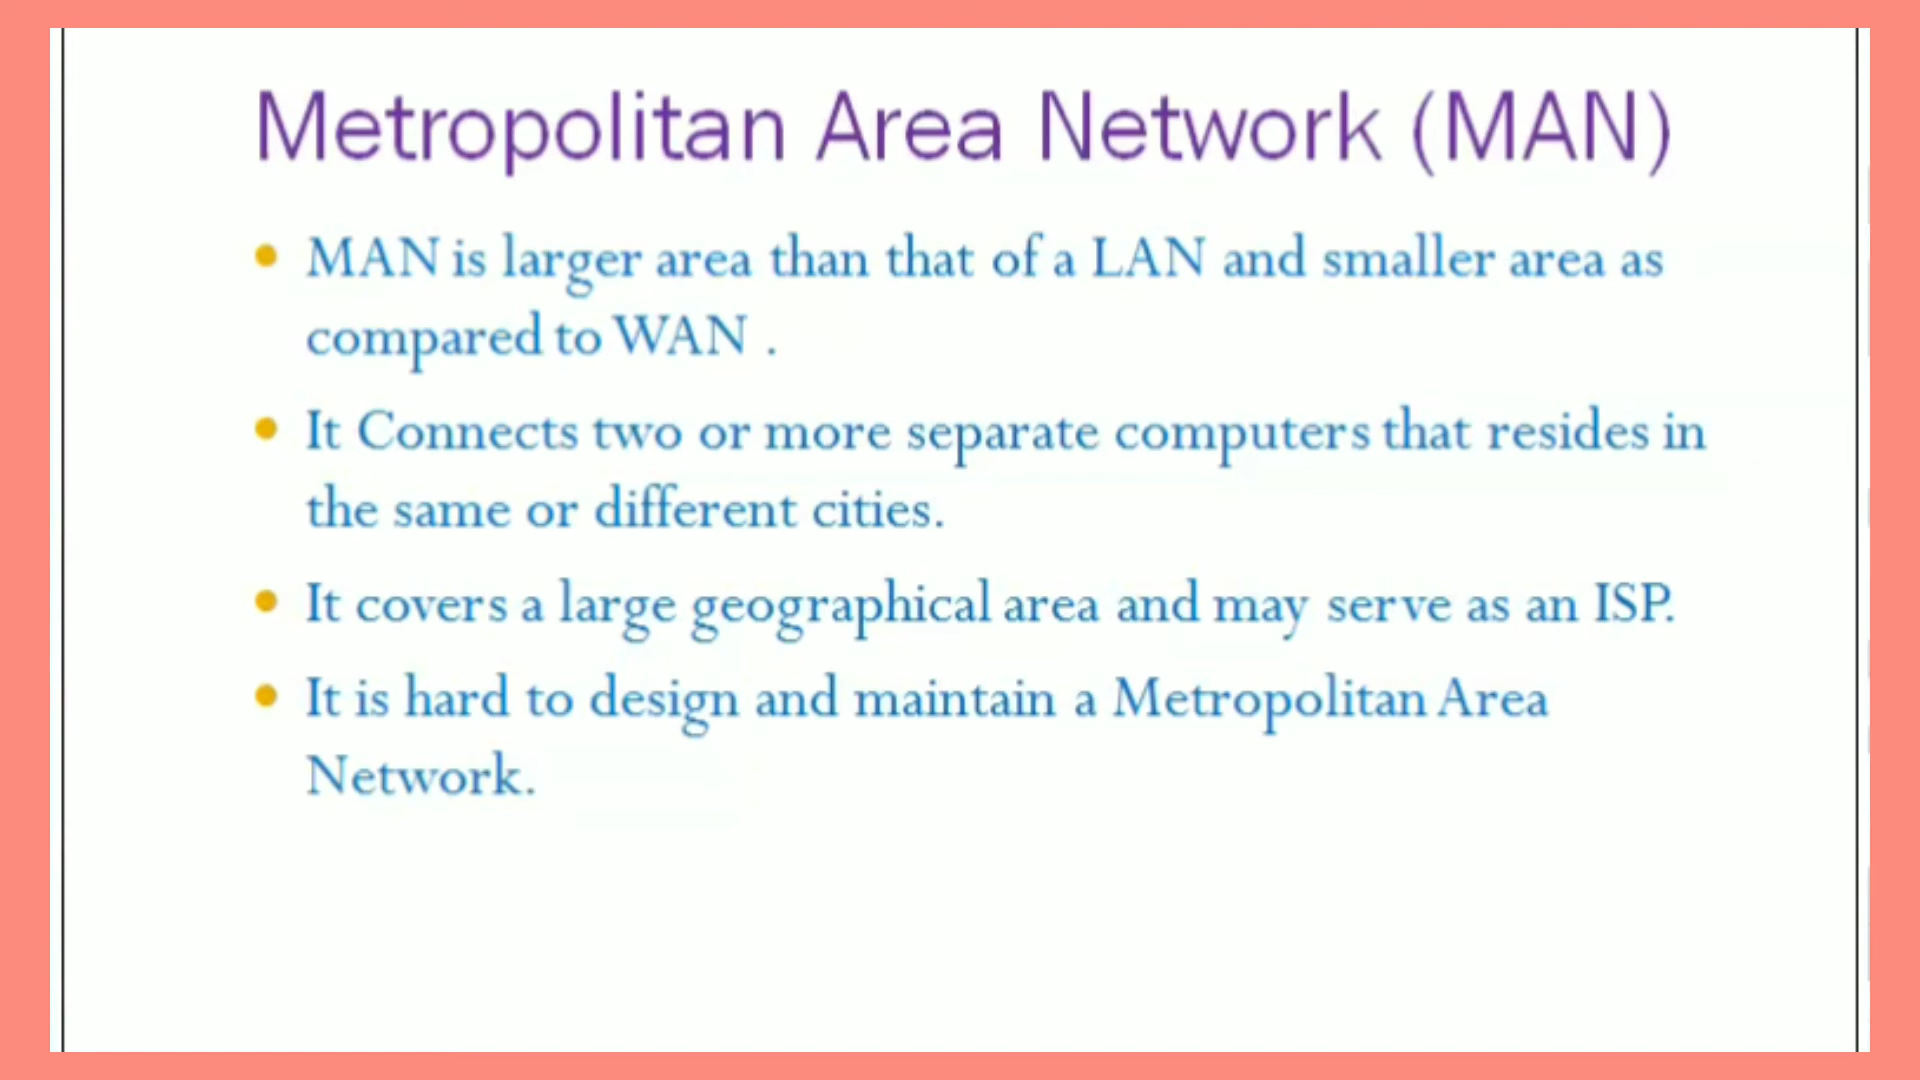 Metropolitan Area Network (MAN)
• MAN is larger area than that of a LAN and smaller area as
compared to WAN .
• It Connects two or more separate computers that resides in
the same or different cities.
• It covers a large geographical area and may serve as an ISP.
• It is hard to design and maintain a Metropolitan Area
Network.